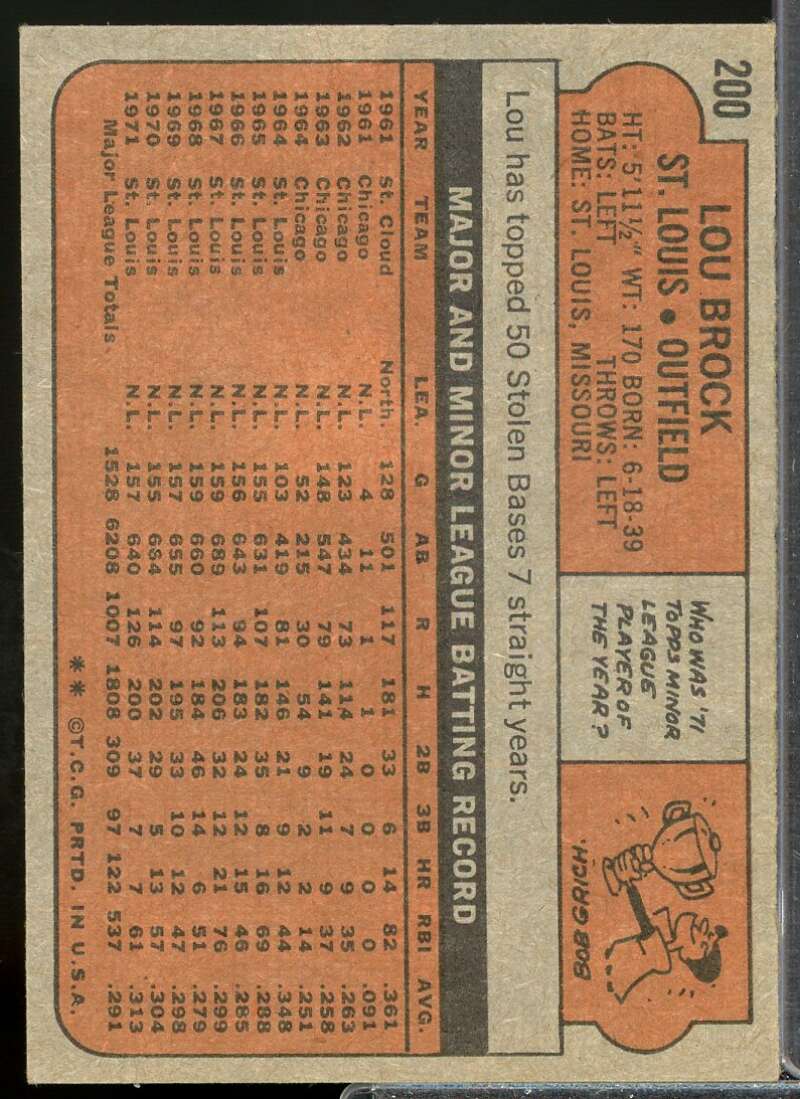 200
LOU BROCK
ST. LOUIS • OUTFIELD
HT: 5'11½" WT: 170 BORN: 6-18-39
BATS: LEFT THROWS: LEFT
HOME: ST. LOUIS, MISSOURI
WHO WAS '71
TOPPS MINOR
LEAGUE
PLAYER OF
THE YEAR?
BOBBY GRICH.
Lou has topped 50 Stolen Bases 7 straight years.
MAJOR AND MINOR LEAGUE BATTING RECORD
YEAR TEAM LEA. G AB R H 2B 3B HR RBI AVG.
1961 St. Cloud North. 128 501 117 181 33 6 14 82 .361
1961 Chicago N.L. 4 11 1 1 0 0 0 0 .091
1962 Chicago N.L. 123 434 73 114 24 7 9 35 .263
1963 Chicago N.L. 148 547 79 141 19 11 9 37 .258
1964 Chicago N.L. 52 215 30 54 9 2 2 14 .251
1964 St. Louis N.L. 103 419 81 146 21 9 12 44 .348
1965 St. Louis N.L. 155 631 107 182 35 8 16 69 .288
1966 St. Louis N.L. 156 643 94 183 24 12 15 46 .285
1967 St. Louis N.L. 159 689 113 206 32 12 21 76 .299
1968 St. Louis N.L. 159 660 92 184 46 14 6 51 .279
1969 St. Louis N.L. 157 655 97 195 33 10 12 47 .298
1970 St. Louis N.L. 155 664 114 202 29 5 13 57 .304
1971 St. Louis N.L. 157 640 126 200 37 7 7 61 .313
Major League Totals 1528 6208 1007 1808 309 97 122 537 .291
** ©T.C.G. PRTD. IN U.S.A.